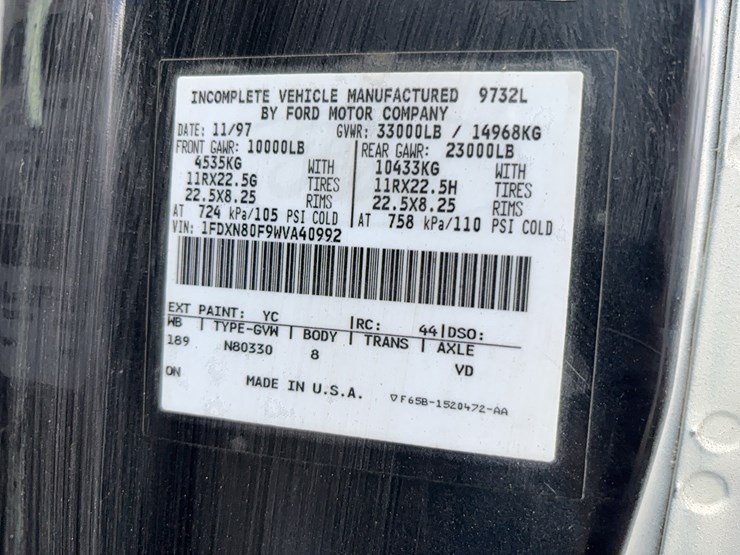 INCOMPLETE VEHICLE MANUFACTURED 9732L
BY FORD MOTOR COMPANY
DATE: 11/97 GVWR: 33000LB / 14968KG
FRONT GAWR: 10000LB REAR GAWR: 23000LB
4535KG WITH 10433KG WITH
11RX22.5G TIRES 11RX22.5H TIRES
22.5X8.25 RIMS 22.5X8.25 RIMS
AT 724 kPa/105 PSI COLD AT 758 kPa/110 PSI COLD
VIN: 1FDXN80F9WVA40992
EXT PAINT: YC RC: 44 DSO:
WB TYPE-GVW BODY TRANS AXLE
189 N80330 8 VD
ON MADE IN U.S.A. ▽F65B-1520472-AA